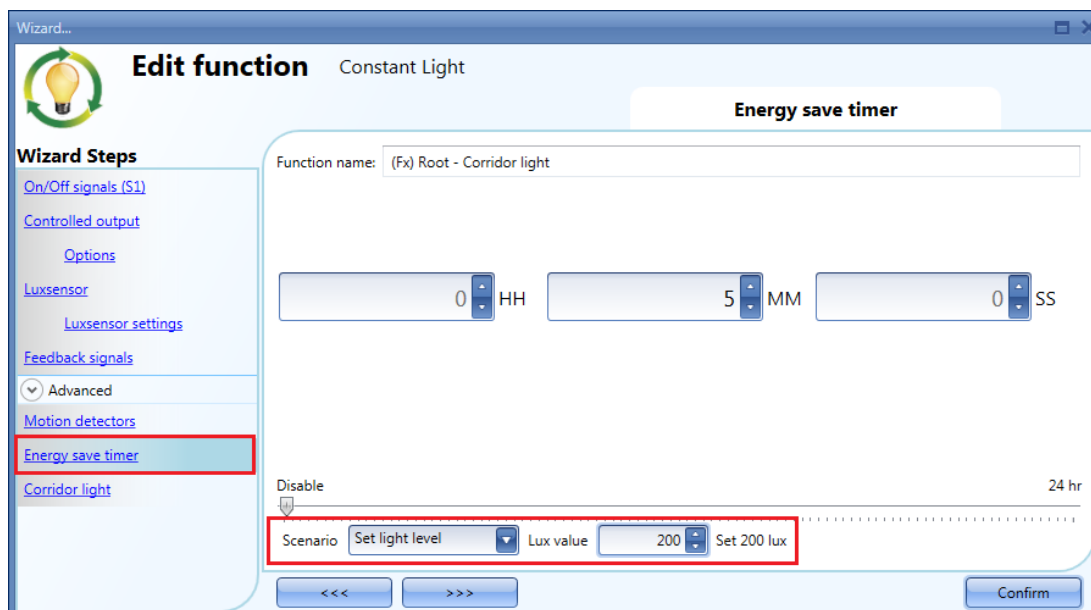 Wizard...
Edit function Constant Light
Energy save timer
Wizard Steps
On/Off signals (S1)
Controlled output
Options
Luxsensor
Luxsensor settings
Feedback signals
Advanced
Motion detectors
Energy save timer
Corridor light
Function name: (Fx) Root - Corridor light
0 HH 5 MM 0 SS
Disable 24 hr
Scenario Set light level Lux value 200 Set 200 lux
<<< >>> Confirm